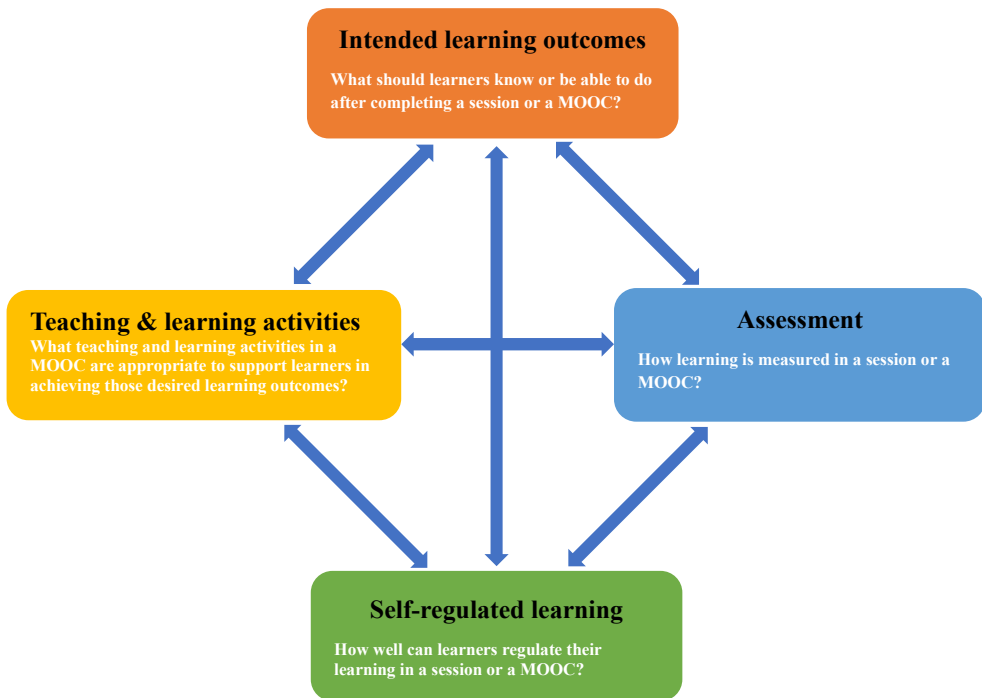 Intended learning outcomes
What should learners know or be able to do
after completing a session or a MOOC?
Teaching & learning activities
What teaching and learning activities in a
MOOC are appropriate to support learners in
achieving those desired learning outcomes?
Assessment
How learning is measured in a session or a
MOOC?
Self-regulated learning
How well can learners regulate their
learning in a session or a MOOC?